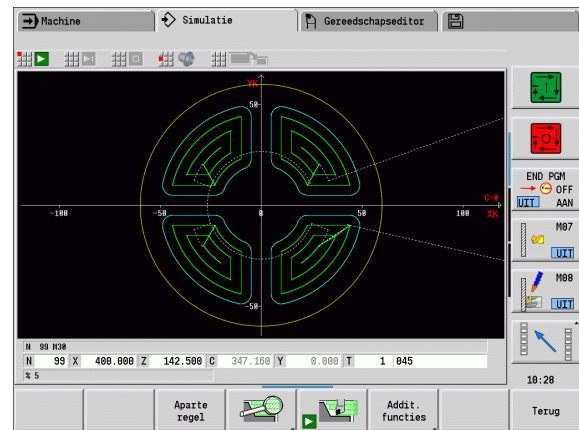 Machine
Simulatie
Gereedschapseditor
YK
50
C=0
-100
-50
0
50
100
XK
-50
END PGM
OFF
UIT AAN
M07
UIT
M08
UIT
N 99 M30
N 99 X 400.000 Z 142.500 C 347.160 Y 0.000 T 1 045
% 5
10:28
Aparte regel
Addit. functies
Terug